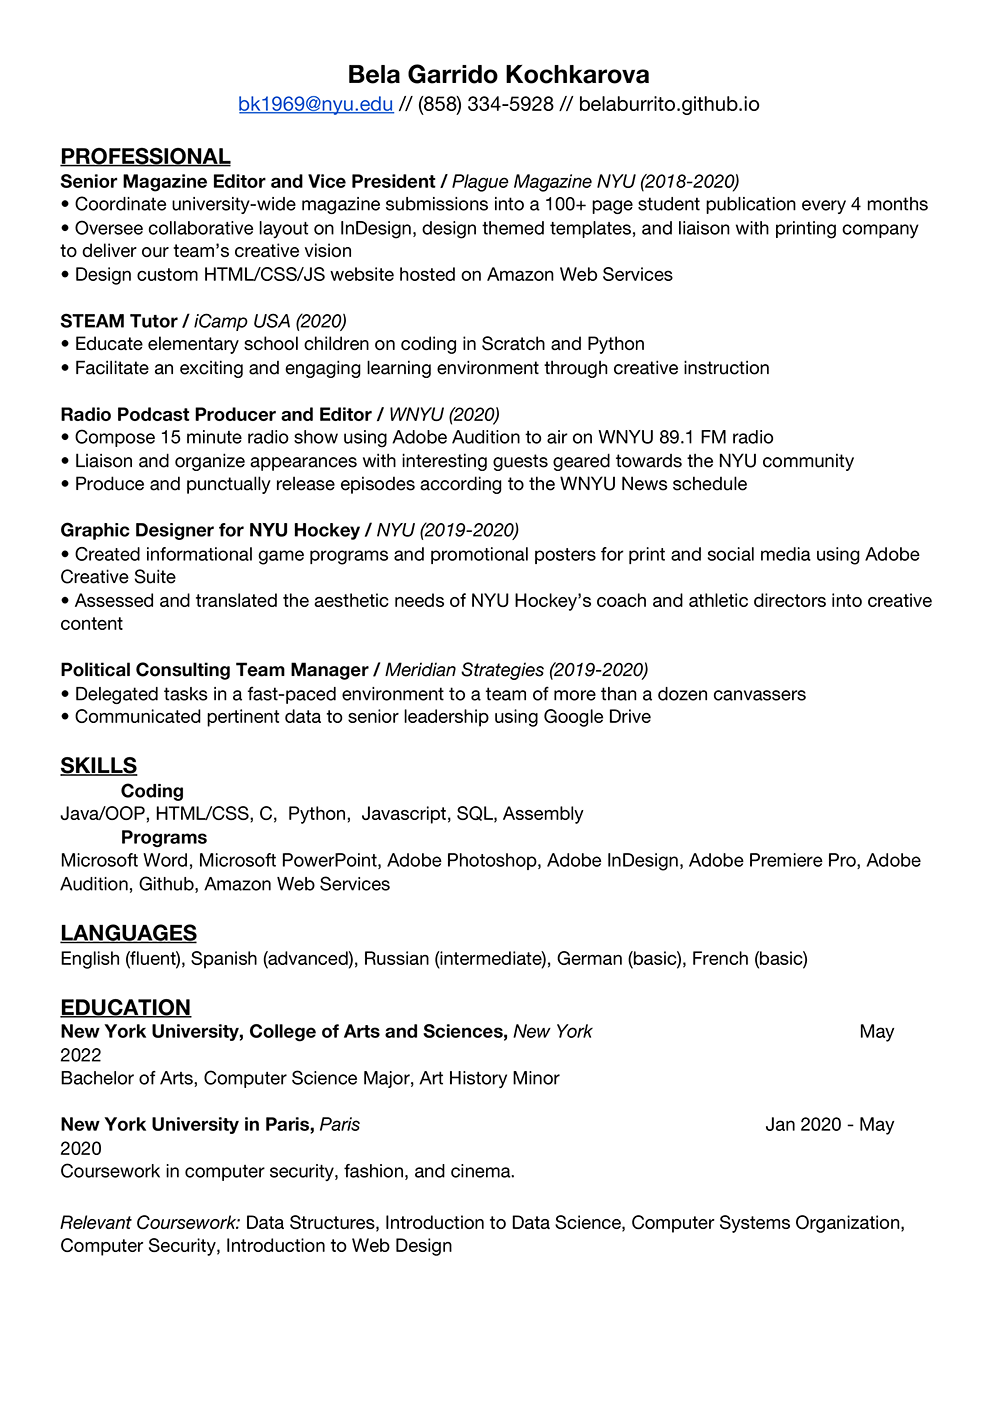 Bela Garrido Kochkarova
bk1969@nyu.edu // (858) 334-5928 // belaburrito.github.io
PROFESSIONAL
Senior Magazine Editor and Vice President / Plague Magazine NYU (2018-2020)
• Coordinate university-wide magazine submissions into a 100+ page student publication every 4 months
• Oversee collaborative layout on InDesign, design themed templates, and liaison with printing company
to deliver our team’s creative vision
• Design custom HTML/CSS/JS website hosted on Amazon Web Services
STEAM Tutor / iCamp USA (2020)
• Educate elementary school children on coding in Scratch and Python
• Facilitate an exciting and engaging learning environment through creative instruction
Radio Podcast Producer and Editor / WNYU (2020)
• Compose 15 minute radio show using Adobe Audition to air on WNYU 89.1 FM radio
• Liaison and organize appearances with interesting guests geared towards the NYU community
• Produce and punctually release episodes according to the WNYU News schedule
Graphic Designer for NYU Hockey / NYU (2019-2020)
• Created informational game programs and promotional posters for print and social media using Adobe
Creative Suite
• Assessed and translated the aesthetic needs of NYU Hockey’s coach and athletic directors into creative
content
Political Consulting Team Manager / Meridian Strategies (2019-2020)
• Delegated tasks in a fast-paced environment to a team of more than a dozen canvassers
• Communicated pertinent data to senior leadership using Google Drive
SKILLS
Coding
Java/OOP, HTML/CSS, C, Python, Javascript, SQL, Assembly
Programs
Microsoft Word, Microsoft PowerPoint, Adobe Photoshop, Adobe InDesign, Adobe Premiere Pro, Adobe
Audition, Github, Amazon Web Services
LANGUAGES
English (fluent), Spanish (advanced), Russian (intermediate), German (basic), French (basic)
EDUCATION
New York University, College of Arts and Sciences, New York May
2022
Bachelor of Arts, Computer Science Major, Art History Minor
New York University in Paris, Paris Jan 2020 - May
2020
Coursework in computer security, fashion, and cinema.
Relevant Coursework: Data Structures, Introduction to Data Science, Computer Systems Organization,
Computer Security, Introduction to Web Design